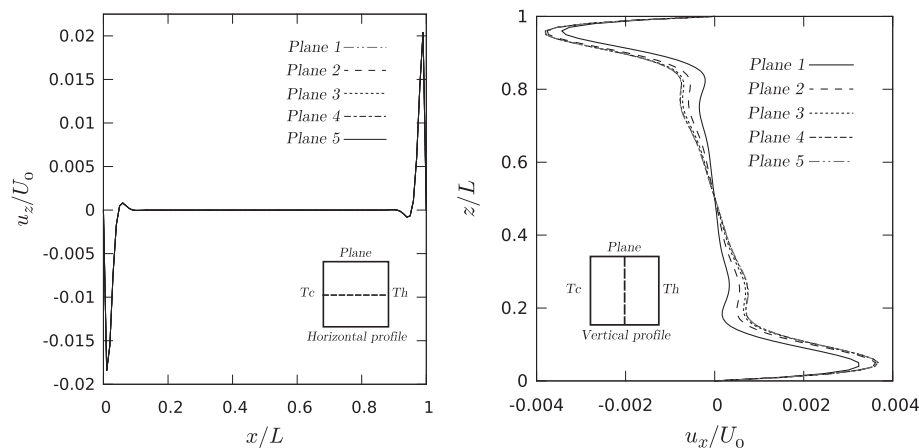 0.02
0.015
0.01
0.005
0
-0.005
-0.01
-0.015
-0.02
u_z/U_o
Plane 1
Plane 2
Plane 3
Plane 4
Plane 5
Plane
Tc
Th
Horizontal profile
0
0.2
0.4
0.6
0.8
1
x/L
1
0.8
0.6
0.4
0.2
0
z/L
Plane 1
Plane 2
Plane 3
Plane 4
Plane 5
Plane
Tc
Th
Vertical profile
-0.004
-0.002
0
0.002
0.004
u_x/U_o